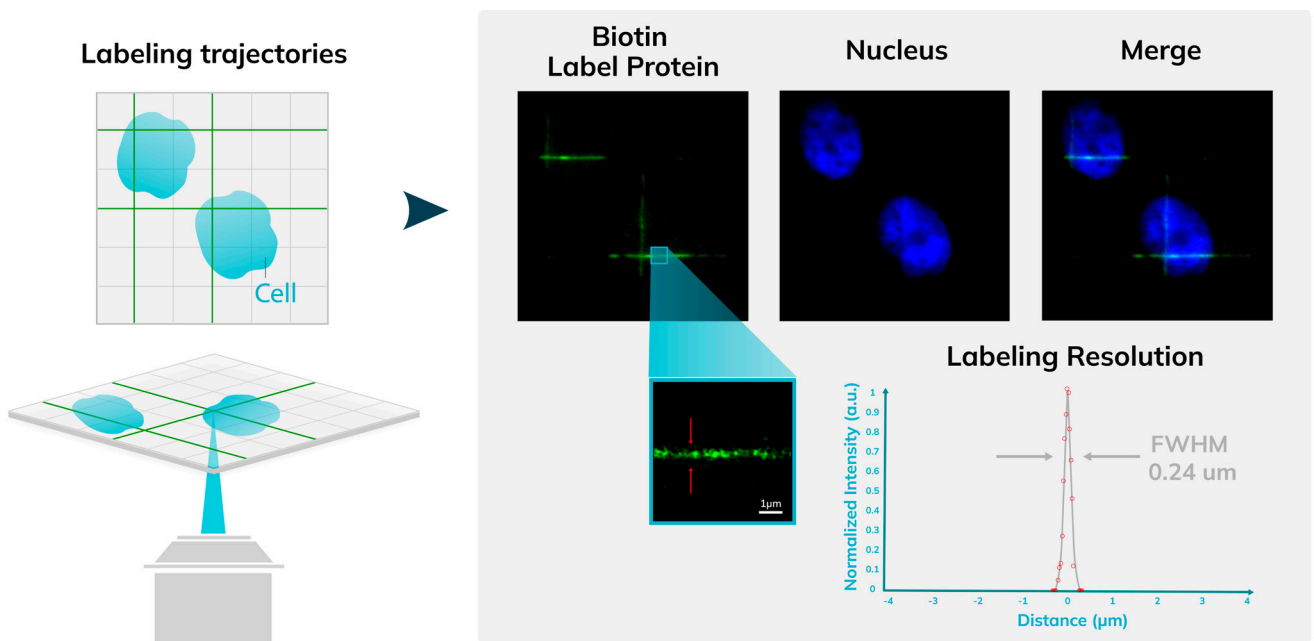 Labeling trajectories
Cell
Biotin
Label Protein
Nucleus
Merge
1μm
Labeling Resolution
Normalized Intensity (a.u.)
1
0.9
0.8
0.7
0.6
0.5
0.4
0.3
0.2
0.1
0
FWHM
0.24 um
-4
-3
-2
-1
0
1
2
3
4
Distance (μm)